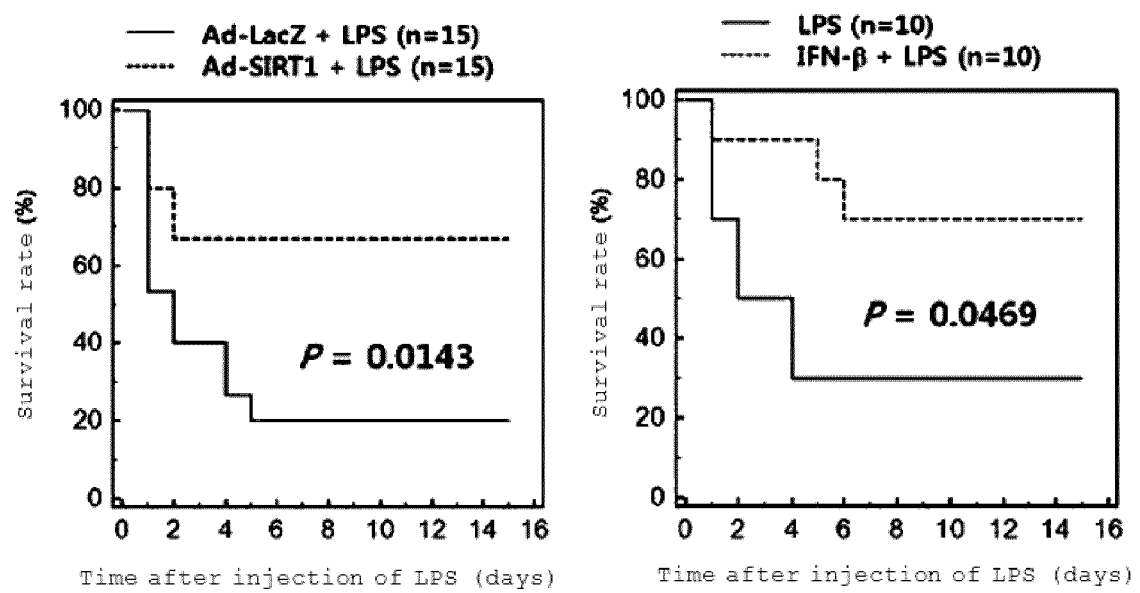 Ad-LacZ + LPS (n=15)
Ad-SIRT1 + LPS (n=15)
100
80
60
40
20
0
Survival rate (%)
P = 0.0143
0 2 4 6 8 10 12 14 16
Time after injection of LPS (days)
LPS (n=10)
IFN-β + LPS (n=10)
100
80
60
40
20
0
Survival rate (%)
P = 0.0469
0 2 4 6 8 10 12 14 16
Time after injection of LPS (days)